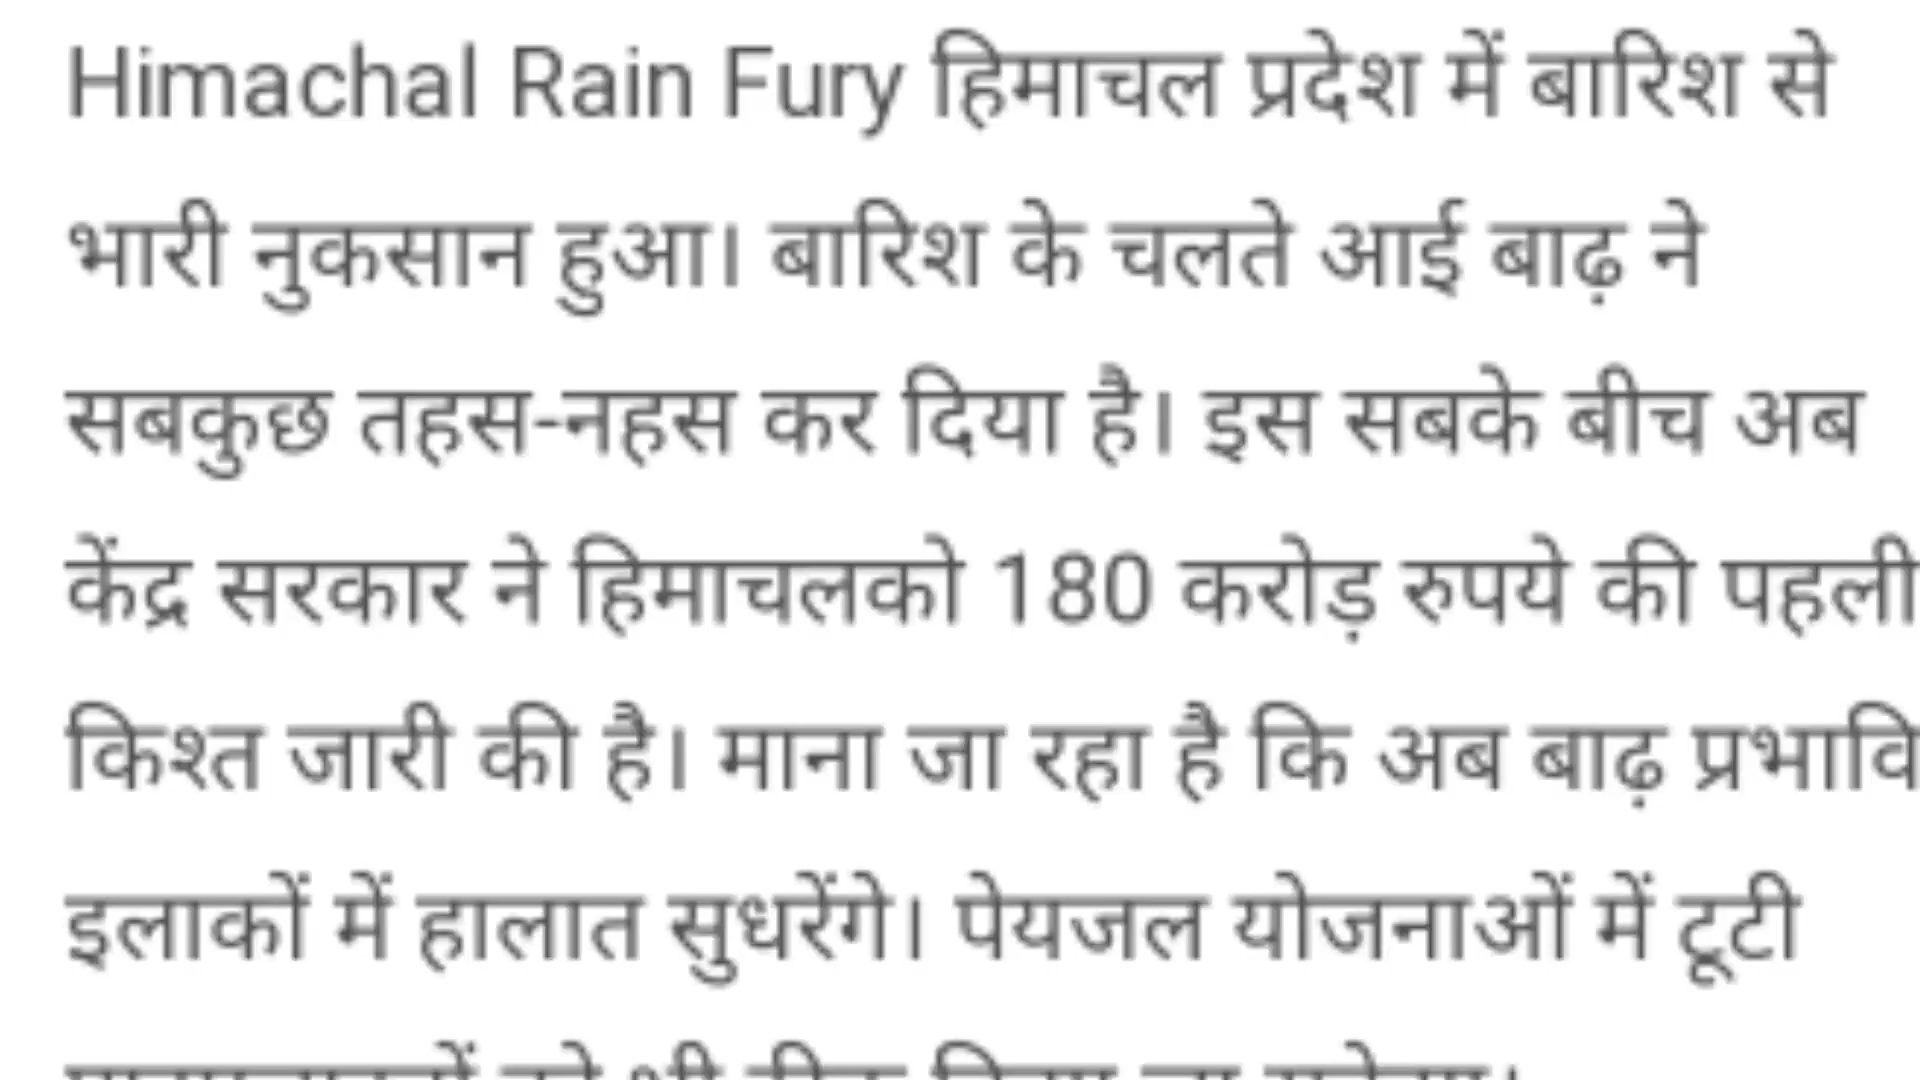 Himachal Rain Fury हिमाचल प्रदेश में बारिश से
भारी नुकसान हुआ। बारिश के चलते आई बाढ़ ने
सबकुछ तहस-नहस कर दिया है। इस सबके बीच अब
केंद्र सरकार ने हिमाचलको 180 करोड़ रुपये की पहली
किश्त जारी की है। माना जा रहा है कि अब बाढ़ प्रभावि
इलाकों में हालात सुधरेंगे। पेयजल योजनाओं में टूटी